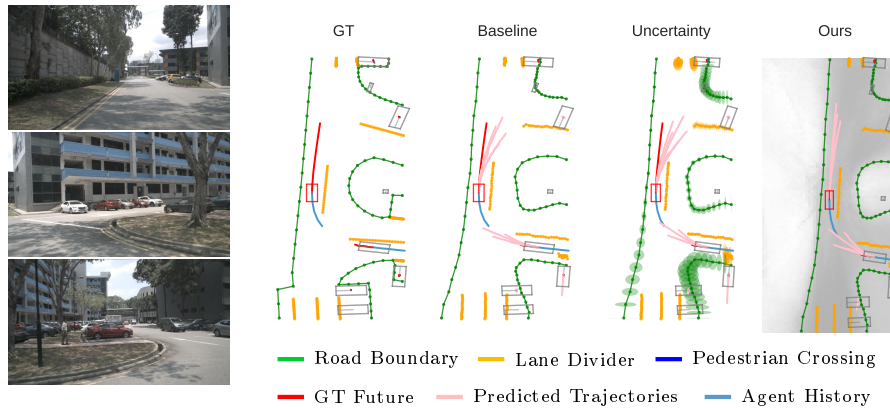 GT Baseline Uncertainty Ours
Road Boundary Lane Divider Pedestrian Crossing
GT Future Predicted Trajectories Agent History